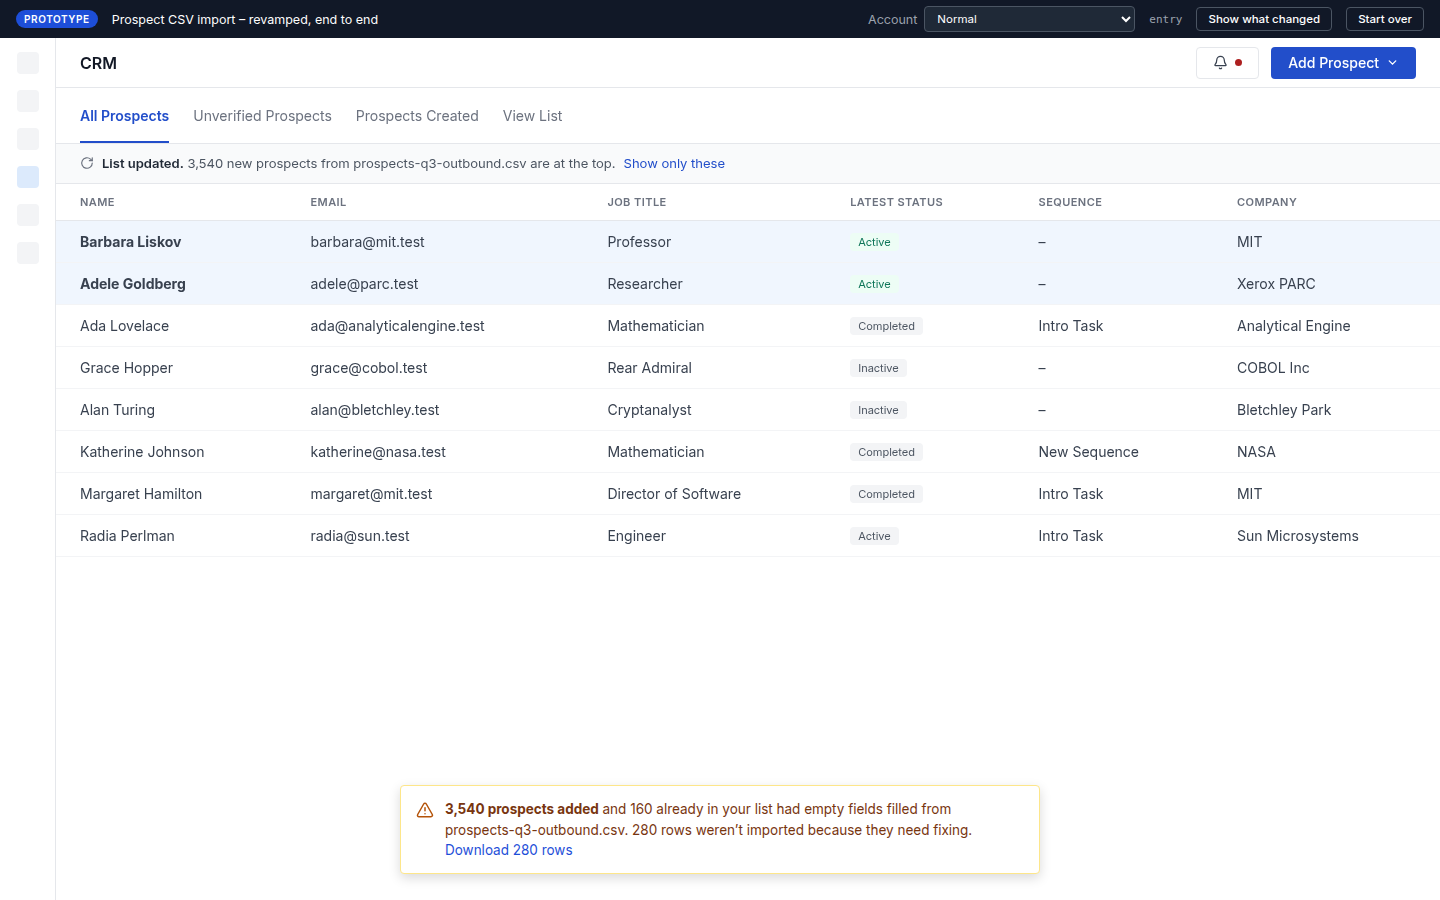 PROTOTYPE Prospect CSV import – revamped, end to end Account Normal entry Show what changed Start over
CRM Add Prospect
All Prospects Unverified Prospects Prospects Created View List
List updated. 3,540 new prospects from prospects-q3-outbound.csv are at the top. Show only these
NAME EMAIL JOB TITLE LATEST STATUS SEQUENCE COMPANY
Barbara Liskov barbara@mit.test Professor Active – MIT
Adele Goldberg adele@parc.test Researcher Active – Xerox PARC
Ada Lovelace ada@analyticalengine.test Mathematician Completed Intro Task Analytical Engine
Grace Hopper grace@cobol.test Rear Admiral Inactive – COBOL Inc
Alan Turing alan@bletchley.test Cryptanalyst Inactive – Bletchley Park
Katherine Johnson katherine@nasa.test Mathematician Completed New Sequence NASA
Margaret Hamilton margaret@mit.test Director of Software Completed Intro Task MIT
Radia Perlman radia@sun.test Engineer Active Intro Task Sun Microsystems
3,540 prospects added and 160 already in your list had empty fields filled from
prospects-q3-outbound.csv. 280 rows weren’t imported because they need fixing.
Download 280 rows